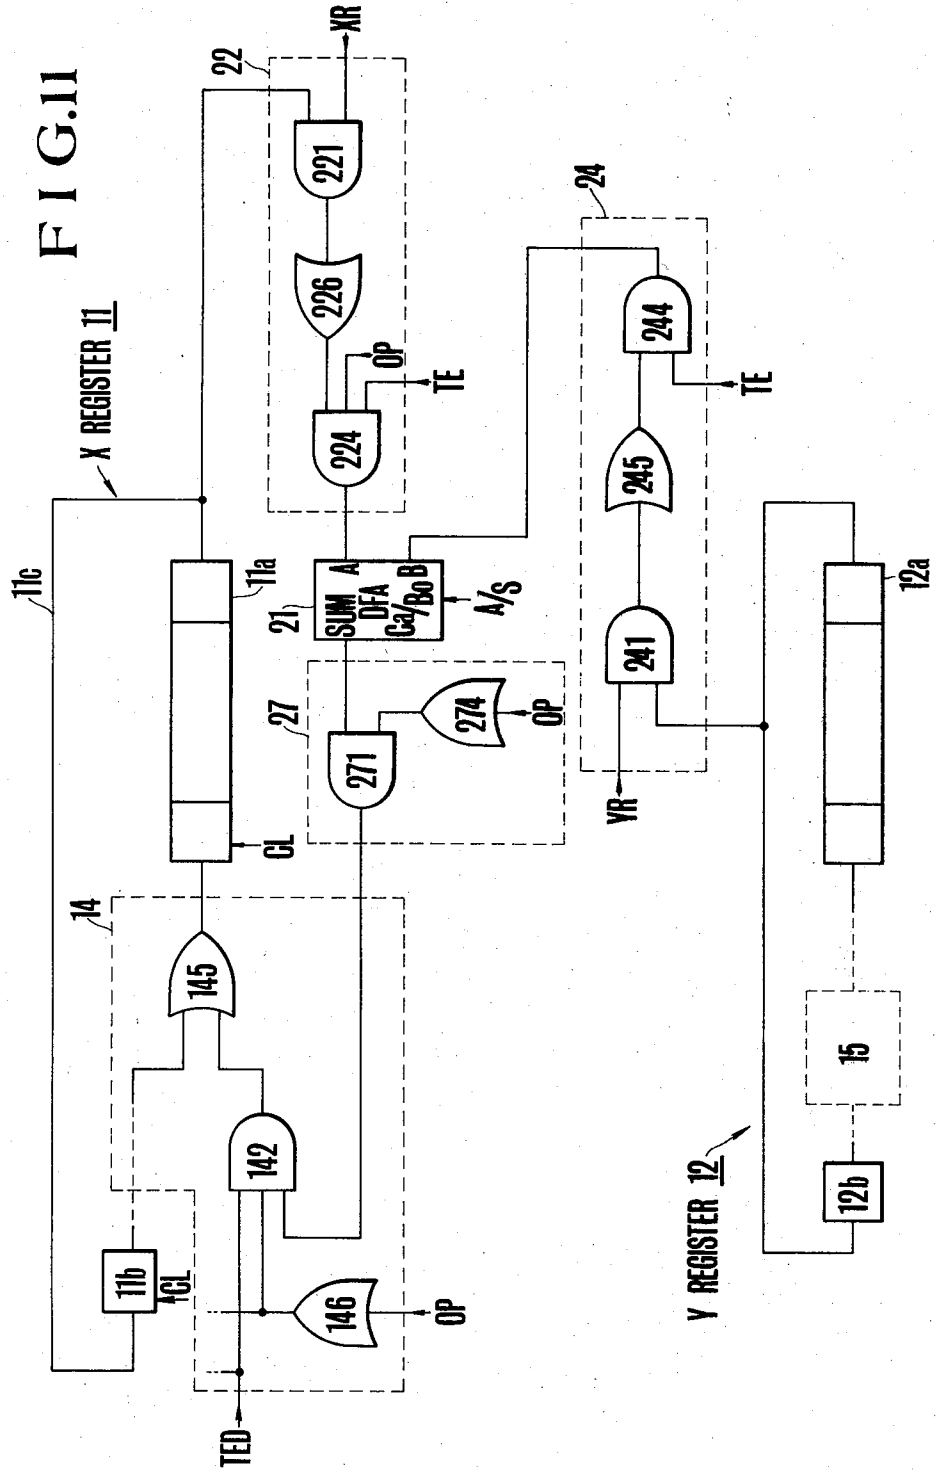 FIG.11
X REGISTER 11
11c
11a
11b
CL
CL
14
145
142
146
TED
OP
22
XR
221
226
224
OP
TE
21
SUM A
DFA
Ca/Bo B
A/S
27
271
274
OP
24
244
245
241
TE
YR
Y REGISTER 12
12a
12b
15